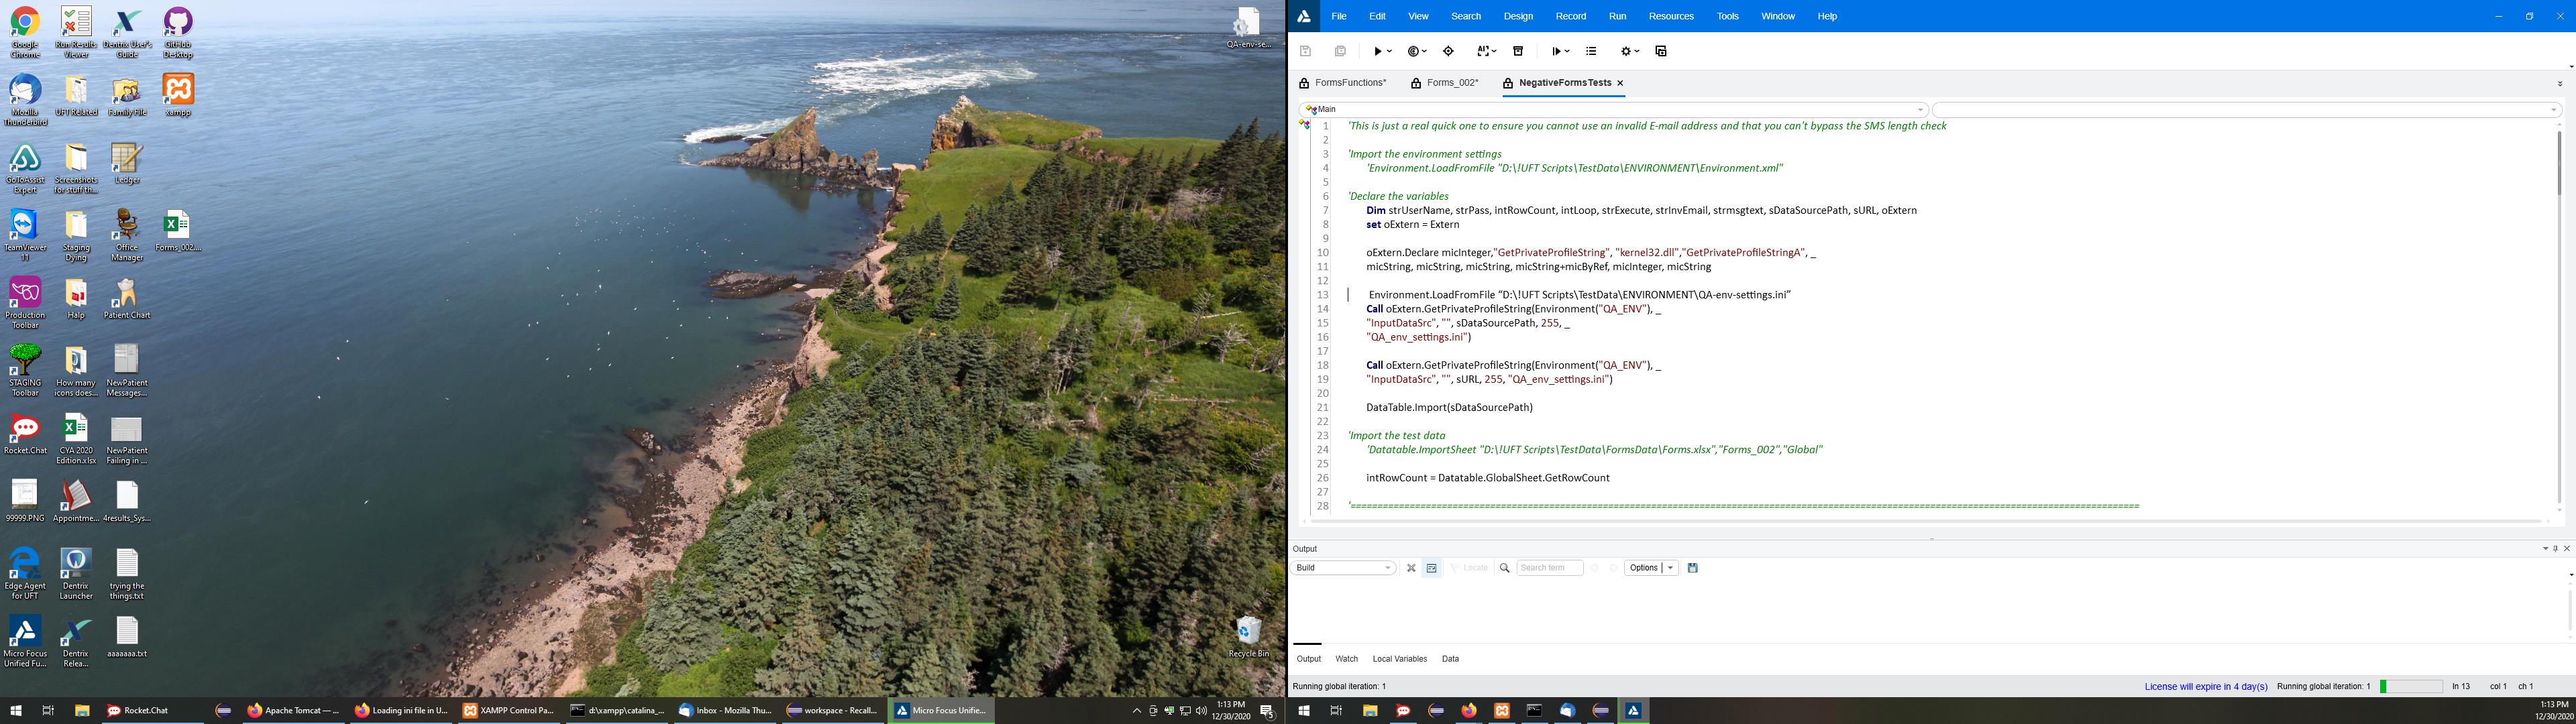 Google Chrome
Run Results Viewer
Dentrix User's Guide
GitHub Desktop
QA-env-se...
Mozilla Thunderbird
UFT Related
Family File
xampp
GoToAssist Expert
Screenshots for stuff th...
Ledger
TeamViewer 11
Staging Dying
Office Manager
Forms_002....
Production Toolbar
Halp
Patient Chart
STAGING Toolbar
How many icons does...
NewPatient Messages...
Rocket.Chat
CYA 2020 Edition.xlsx
NewPatient Failing in ...
99999.PNG
Appointme...
4results_Sys...
Edge Agent for UFT
Dentrix Launcher
trying the things.txt
Micro Focus Unified Fu...
Dentrix Relea...
aaaaaaa.txt
Recycle Bin
Rocket.Chat
Apache Tomcat — ...
Loading ini file in U...
XAMPP Control Pa...
d:\xampp\catalina_...
Inbox - Mozilla Thu...
workspace - Recall...
Micro Focus Unifie...
1:13 PM
12/30/2020
5
File Edit View Search Design Record Run Resources Tools Window Help
FormsFunctions* Forms_002* NegativeFormsTests
Main
1 'This is just a real quick one to ensure you cannot use an invalid E-mail address and that you can't bypass the SMS length check
2
3 'Import the environment settings
4 'Environment.LoadFromFile "D:\!UFT Scripts\TestData\ENVIRONMENT\Environment.xml"
5
6 'Declare the variables
7 Dim strUserName, strPass, intRowCount, intLoop, strExecute, strInvEmail, strmsgtext, sDataSourcePath, sURL, oExtern
8 set oExtern = Extern
9
10 oExtern.Declare micInteger,"GetPrivateProfileString", "kernel32.dll","GetPrivateProfileStringA", _
11 micString, micString, micString, micString+micByRef, micInteger, micString
12
13 Environment.LoadFromFile “D:\!UFT Scripts\TestData\ENVIRONMENT\QA-env-settings.ini”
14 Call oExtern.GetPrivateProfileString(Environment("QA_ENV"), _
15 "InputDataSrc", "", sDataSourcePath, 255, _
16 "QA_env_settings.ini")
17
18 Call oExtern.GetPrivateProfileString(Environment("QA_ENV"), _
19 "InputDataSrc", "", sURL, 255, "QA_env_settings.ini")
20
21 DataTable.Import(sDataSourcePath)
22
23 'Import the test data
24 'Datatable.ImportSheet "D:\!UFT Scripts\TestData\FormsData\Forms.xlsx","Forms_002","Global"
25
26 intRowCount = Datatable.GlobalSheet.GetRowCount
27
28 '==========
Output
Build Locate Search term Options
Output Watch Local Variables Data
Running global iteration: 1
License will expire in 4 day(s) Running global iteration: 1 ln 13 col 1 ch 1
1:13 PM
12/30/2020